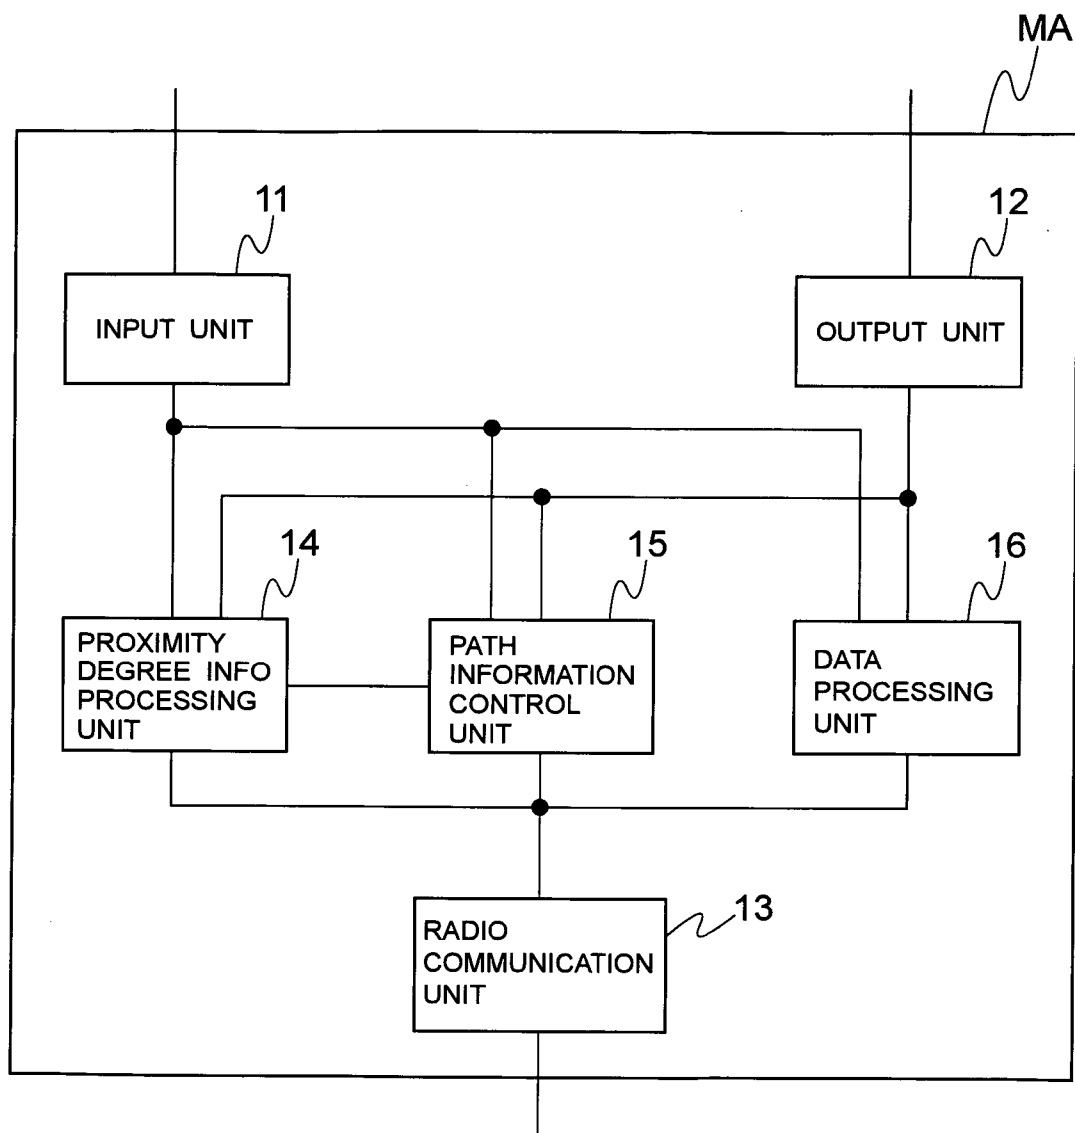 MA
11
12
INPUT UNIT
OUTPUT UNIT
14
15
16
PROXIMITY
DEGREE INFO
PROCESSING
UNIT
PATH
INFORMATION
CONTROL
UNIT
DATA
PROCESSING
UNIT
13
RADIO
COMMUNICATION
UNIT